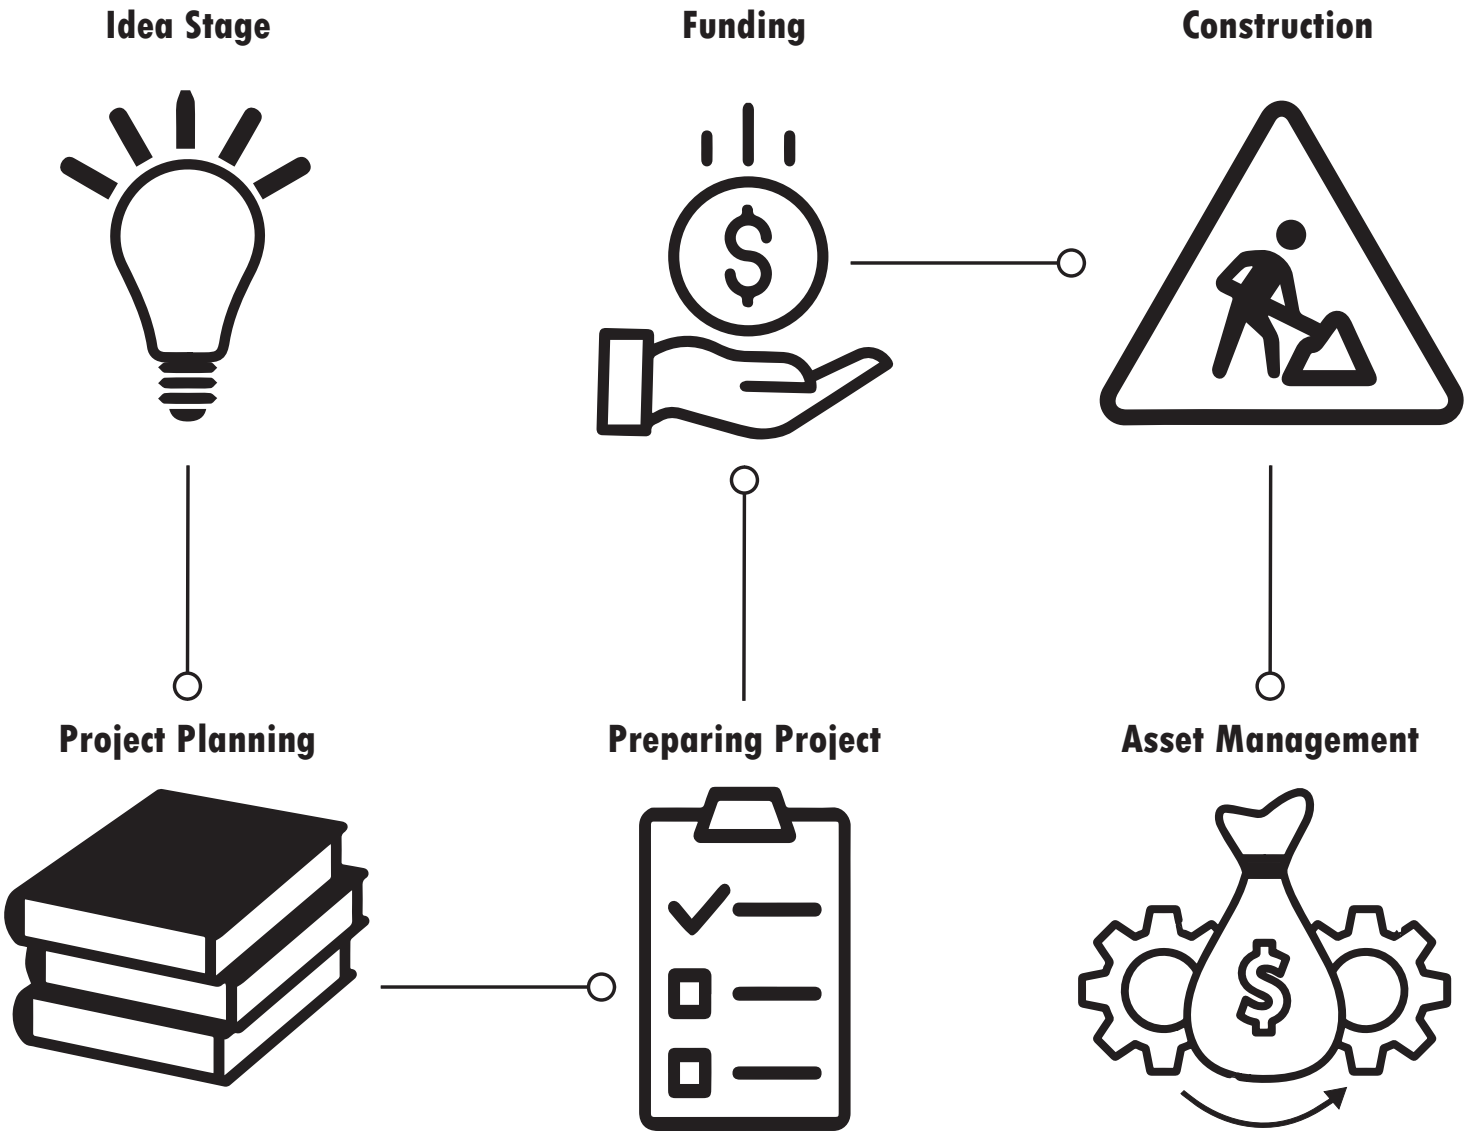 Idea Stage
Funding
Construction
$
Project Planning
Preparing Project
Asset Management
$